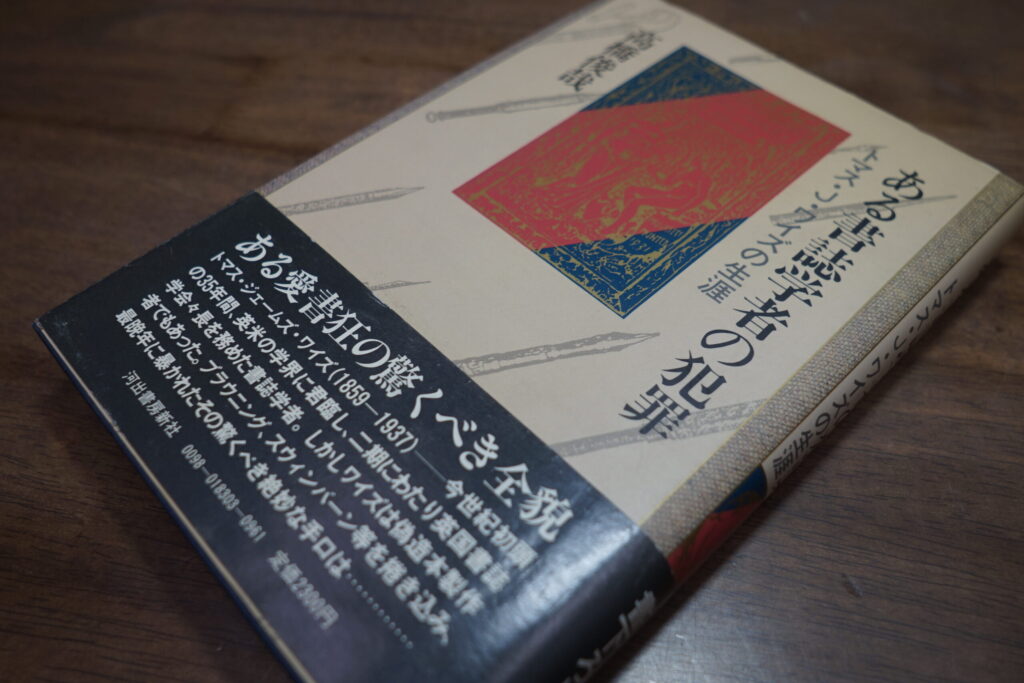 ある書誌学者の犯罪
トマス・J・ワイズの生涯
高橋俊哉
ある愛書狂の驚くべき全貌
トマス・ジェームズ・ワイズ(1859―1937)――今世紀初頭
の35年間、英米の学界に君臨し、二期にわたり英国書誌
学会々長を務めた書誌学者。しかしワイズは偽造本製作
者でもあった。ブラウニング、スウィンバーン等を抱き込み、
最晩年に暴かれたその驚くべき絶妙な手口は…………
河出書房新社 0098―018303―0961 定価2300円
トマス・J・ワイズの生涯